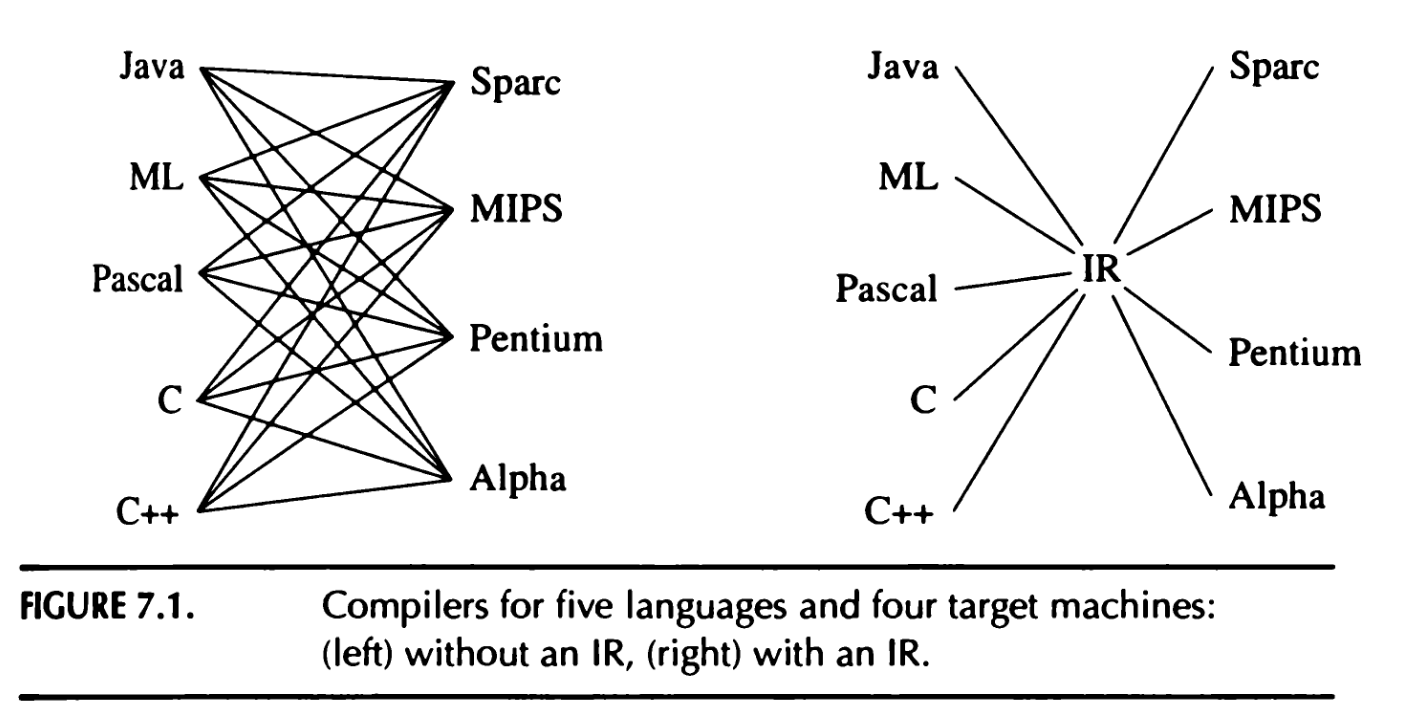 Java
Sparc
ML
MIPS
Pascal
Pentium
C
Alpha
C++
Java
Sparc
ML
MIPS
IR
Pascal
Pentium
C
Alpha
C++
FIGURE 7.1. Compilers for five languages and four target machines:
(left) without an IR, (right) with an IR.